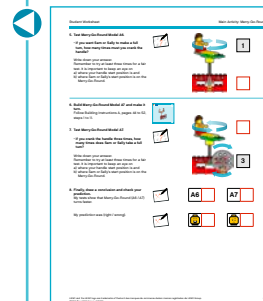 Student Worksheet
Main Activity: Merry-Go-Round
5. Test Merry-Go-Round Model A6.
- If you want Sam or Sally to make a full
turn, how many times must you crank the
handle?
Write down your answer.
Remember to try at least three times for a fair
test. It is important to keep an eye on
a) where your handle start position is and
b) where Sam or Sally's start position is on the
Merry-Go-Round.
1
6. Build Merry-Go-Round Model A7 and make it
turn.
Follow Building Instructions A, pages
7. Test Merry-Go-Round Model A7.
- If you crank the handle three times, how
many times does Sam or Sally take a full
turn?
Write down your answer.
Remember to try at least three times for a fair
test. It is important to keep an eye on
a) where your handle start position is and
b) where Sam or Sally's start position is on the
Merry-Go-Round.
3
8. Finally, draw a conclusion and check your
prediction.
My tests show that Merry-Go-Round (A6 / A7)
turns faster.
A6
A7
My prediction was (right / wrong).